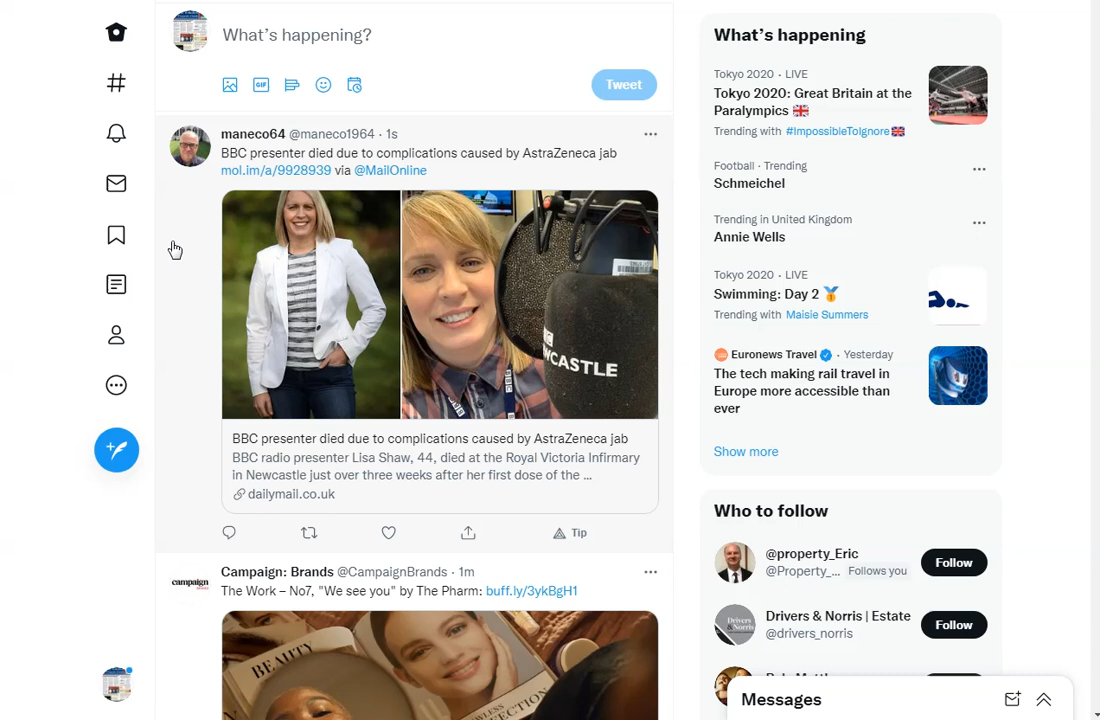 What's happening?
Tweet
maneco64 @maneco1964 · 1s
BBC presenter died due to complications caused by AstraZeneca jab
mol.im/a/9928939 via @MailOnline
NEWCASTLE
BBC presenter died due to complications caused by AstraZeneca jab
BBC radio presenter Lisa Shaw, 44, died at the Royal Victoria Infirmary
in Newcastle just over three weeks after her first dose of the ...
dailymail.co.uk
Tip
Campaign: Brands @CampaignBrands · 1m
campaign
The Work – No7, "We see you" by The Pharm: buff.ly/3ykBgH1
BEAUTY
What's happening
Tokyo 2020 · LIVE
Tokyo 2020: Great Britain at the
Paralympics 🇬🇧
Trending with #ImpossibleToIgnore 🇬🇧
Football · Trending
Schmeichel
Trending in United Kingdom
Annie Wells
Tokyo 2020 · LIVE
Swimming: Day 2 🥇
Trending with Maisie Summers
Euronews Travel · Yesterday
The tech making rail travel in
Europe more accessible than
ever
Show more
Who to follow
@property_Eric
@Property_... Follows you
Follow
Drivers & Norris | Estate
@drivers_norris
Follow
Messages